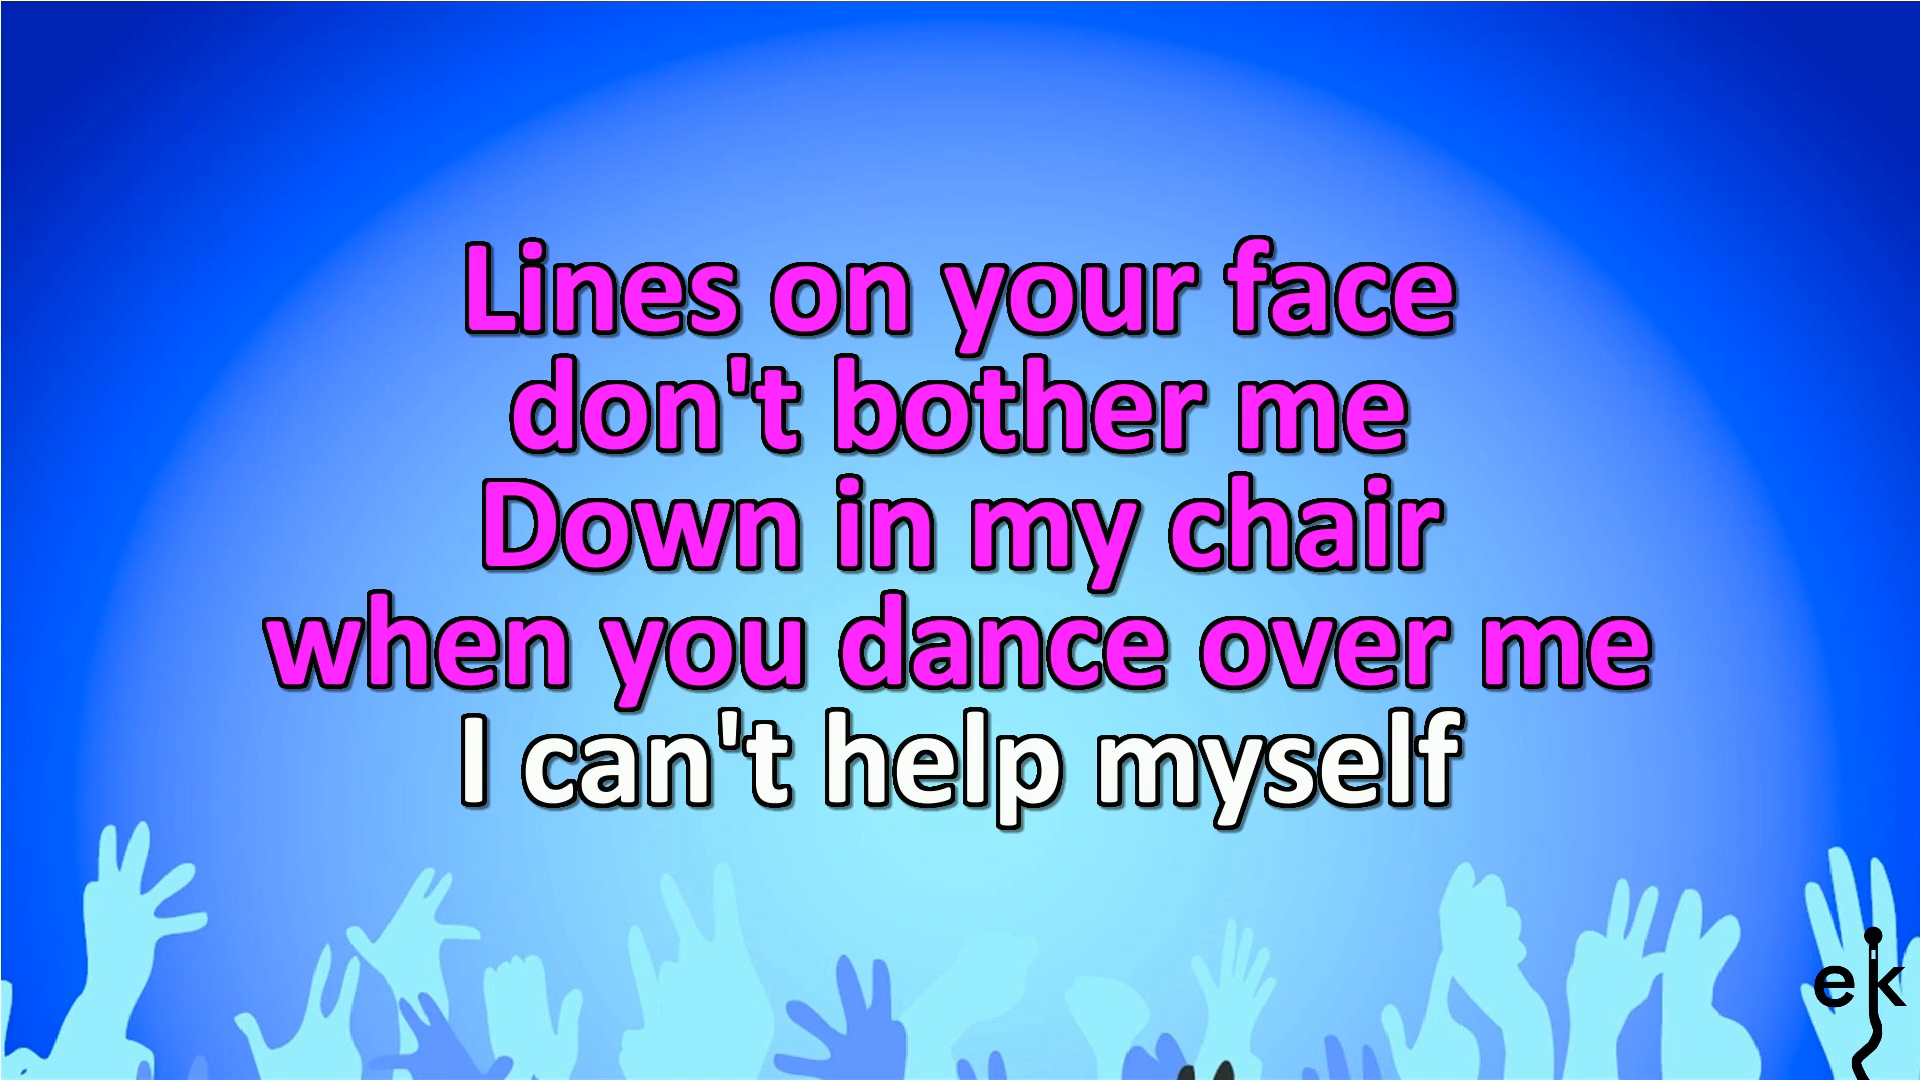 Lines on your face
don't bother me
Down in my chair
when you dance over me
I can't help myself
ek